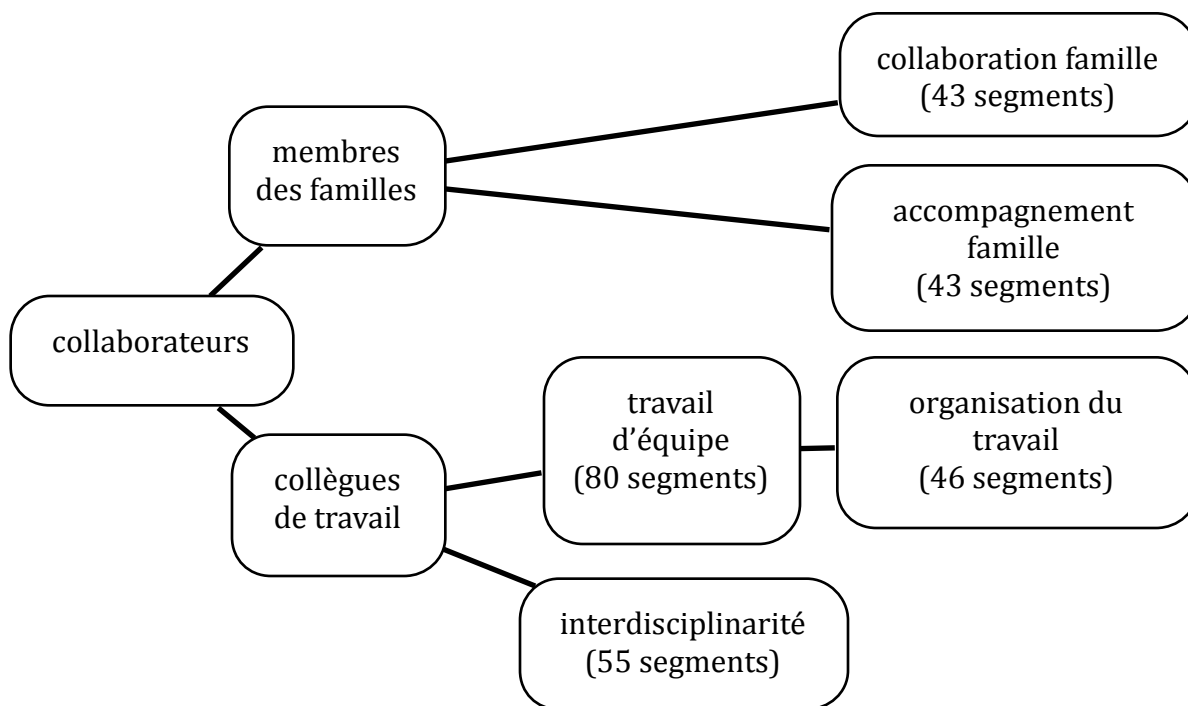 collaboration famille
(43 segments)
membres
des familles
accompagnement
famille
(43 segments)
collaborateurs
travail
d’équipe
(80 segments)
organisation du
travail
(46 segments)
collègues
de travail
interdisciplinarité
(55 segments)